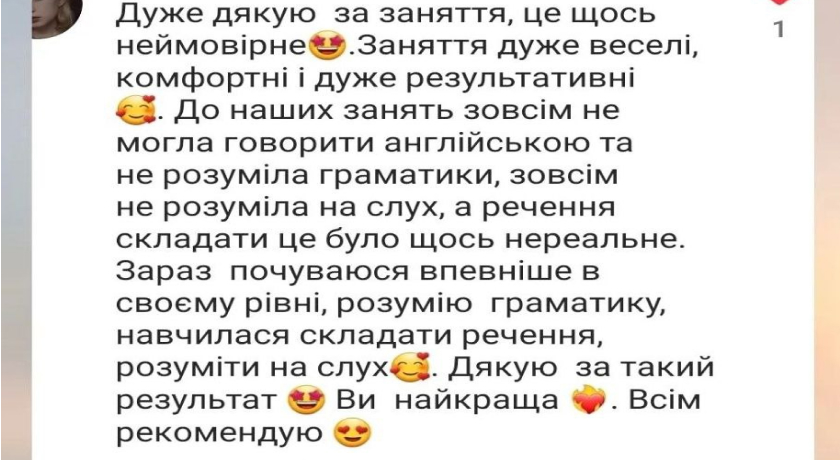 Дуже дякую за заняття, це щось
неймовірне🤩.Заняття дуже веселі,
комфортні і дуже результативні
🥰. До наших занять зовсім не
могла говорити англійською та
не розуміла граматики, зовсім
не розуміла на слух, а речення
складати це було щось нереальне.
Зараз почуваюся впевніше в
своєму рівні, розумію граматику,
навчилася складати речення,
розуміти на слух🥰. Дякую за такий
результат 🤩 Ви найкраща ❤️‍🔥. Всім
рекомендую 😍
1